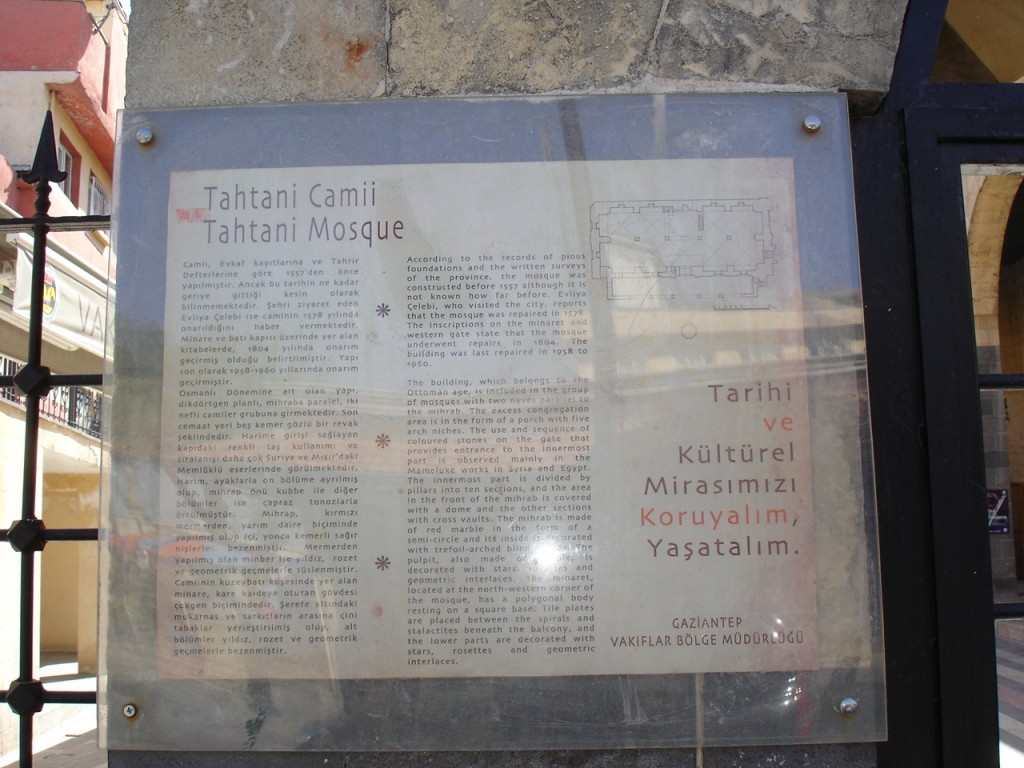 Tahtani Camii
Tahtani Mosque
Camii, Evkaf kayıtlarına ve Tahrir
Defterlerine göre 1557'den önce
yapılmıştır. Ancak bu tarihin ne kadar
geriye gittiği kesin olarak
bilinmemektedir. Şehri ziyaret eden
Evliya Çelebi ise caminin 1578 yılında
onarıldığını haber vermektedir.
Minare ve batı kapısı üzerinde yer alan
kitabelerde, 1804 yılında onarım
geçirmiş olduğu belirtilmiştir. Yapı
son olarak 1958-1960 yıllarında onarım
geçirmiştir.
Osmanlı Dönemine ait olan yapı,
dikdörtgen planlı, mihraba paralel, iki
nefli camiler grubuna girmektedir. Son
cemaat yeri beş kemer gözlü bir revak
şeklindedir. Harime girişi sağlayan
kapıdaki renkli taş kullanımı ve
sıralanışı daha çok Suriye ve Mısır'daki
Memlüklü eserlerinde görülmektedir.
Harim, ayaklarla on bölüme ayrılmış
olup, mihrap önü kubbe ile diğer
bölümler ise çapraz tonozlarla
örtülmüştür. Mihrap, kırmızı
mermerden, yarım daire biçiminde
yapılmış olup içi, yonca kemerli sağır
nişlerle bezenmiştir. Mermerden
yapılmış olan minber ise yıldız, rozet
ve geometrik geçmelerle süslenmiştir.
Camiinin kuzeybatı köşesinde yer alan
minare, kare kaideye oturan gövdesi
çokgen biçimindedir. Şerefe altındaki
mukarnas ve sarkıtların arasına çini
tabaklar yerleştirilmiş olup, alt
bölümler yıldız, rozet ve geometrik
geçmelerle bezenmiştir.
According to the records of pious
foundations and the written surveys
of the province, the mosque was
constructed before 1557 although it is
not known how far before. Evliya
Çelebi, who visited the city, reports
that the mosque was repaired in 1578.
The inscriptions on the minaret and
western gate state that the mosque
underwent repairs in 1804. The
building was last repaired in 1958 to
1960.
The building, which belongs to the
Ottoman age, is included in the group
of mosques with two naves parallel to
the mihrab. The excess congregation
area is in the form of a porch with five
arch niches. The use and sequence of
coloured stones on the gate that
provides entrance to the innermost
part is observed mainly in the
Mameluke works in Syria and Egypt.
The innermost part is divided by
pillars into ten sections, and the area
in the front of the mihrab is covered
with a dome and the other sections
with cross vaults. The mihrab is made
of red marble in the form of a
semi-circle and its inside is decorated
with trefoil-arched blind The
pulpit, also made of is
decorated with stars, and
geometric interlaces. The minaret,
located at the north-western corner of
the mosque, has a polygonal body
resting on a square base. Tile plates
are placed between the spirals and
stalactites beneath the balcony, and
the lower parts are decorated with
stars, rosettes and geometric
interlaces.
Tarihi
ve
Kültürel
Mirasımızı
Koruyalım,
Yaşatalım.
GAZİANTEP
VAKIFLAR BÖLGE MÜDÜRLÜĞÜ